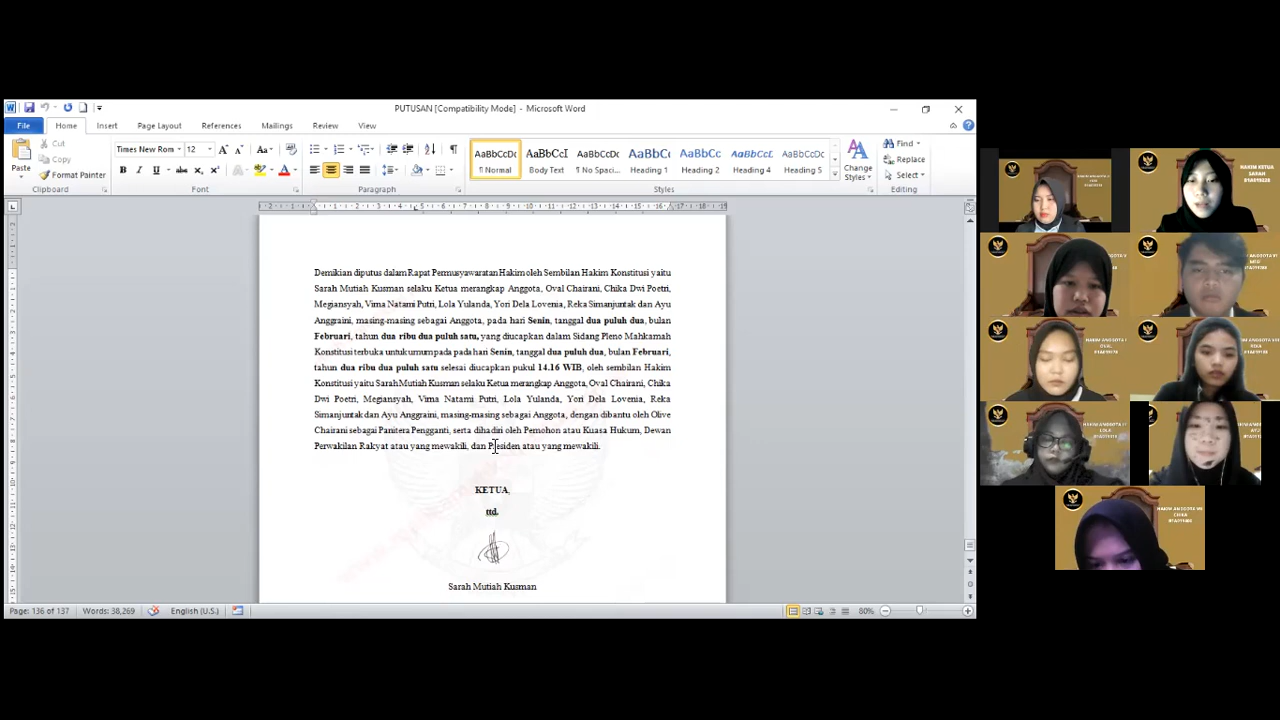 PUTUSAN [Compatibility Mode] - Microsoft Word
File Home Insert Page Layout References Mailings Review View
Cut
Copy
Format Painter
Paste
Clipboard
Times New Rom 12
Font
Paragraph
AaBbCcDc AaBbCcI AaBbCcDc AaBbCc AaBbCc AaBbCcL AaBbCcDc
¶ Normal Body Text ¶ No Spaci... Heading 1 Heading 2 Heading 4 Heading 5
Styles
Change Styles
Find
Replace
Select
Editing
Demikian diputus dalam Rapat Permusyawaratan Hakim oleh Sembilan Hakim Konstitusi yaitu
Sarah Mutiah Kusman selaku Ketua merangkap Anggota, Oval Chairani, Chika Dwi Poetri,
Megiansyah, Virna Natami Putri, Lola Yulanda, Yori Dela Lovenia, Reka Simanjuntak dan Ayu
Anggraini, masing-masing sebagai Anggota, pada hari Senin, tanggal dua puluh dua, bulan
Februari, tahun dua ribu dua puluh satu, yang diucapkan dalam Sidang Pleno Mahkamah
Konstitusi terbuka untuk umum pada pada hari Senin, tanggal dua puluh dua, bulan Februari,
tahun dua ribu dua puluh satu selesai diucapkan pukul 14.16 WIB, oleh sembilan Hakim
Konstitusi yaitu Sarah Mutiah Kusman selaku Ketua merangkap Anggota, Oval Chairani, Chika
Dwi Poetri, Megiansyah, Virna Natami Putri, Lola Yulanda, Yori Dela Lovenia, Reka
Simanjuntak dan Ayu Anggraini, masing-masing sebagai Anggota, dengan dibantu oleh Olive
Chairani sebagai Panitera Pengganti, serta dihadiri oleh Pemohon atau Kuasa Hukum, Dewan
Perwakilan Rakyat atau yang mewakili, dan Presiden atau yang mewakili.
KETUA,
ttd.
Sarah Mutiah Kusman
Page: 136 of 137 Words: 38,269 English (U.S.) 80%
HAKIM KETUA
SARAH
HAKIM ANGGOTA